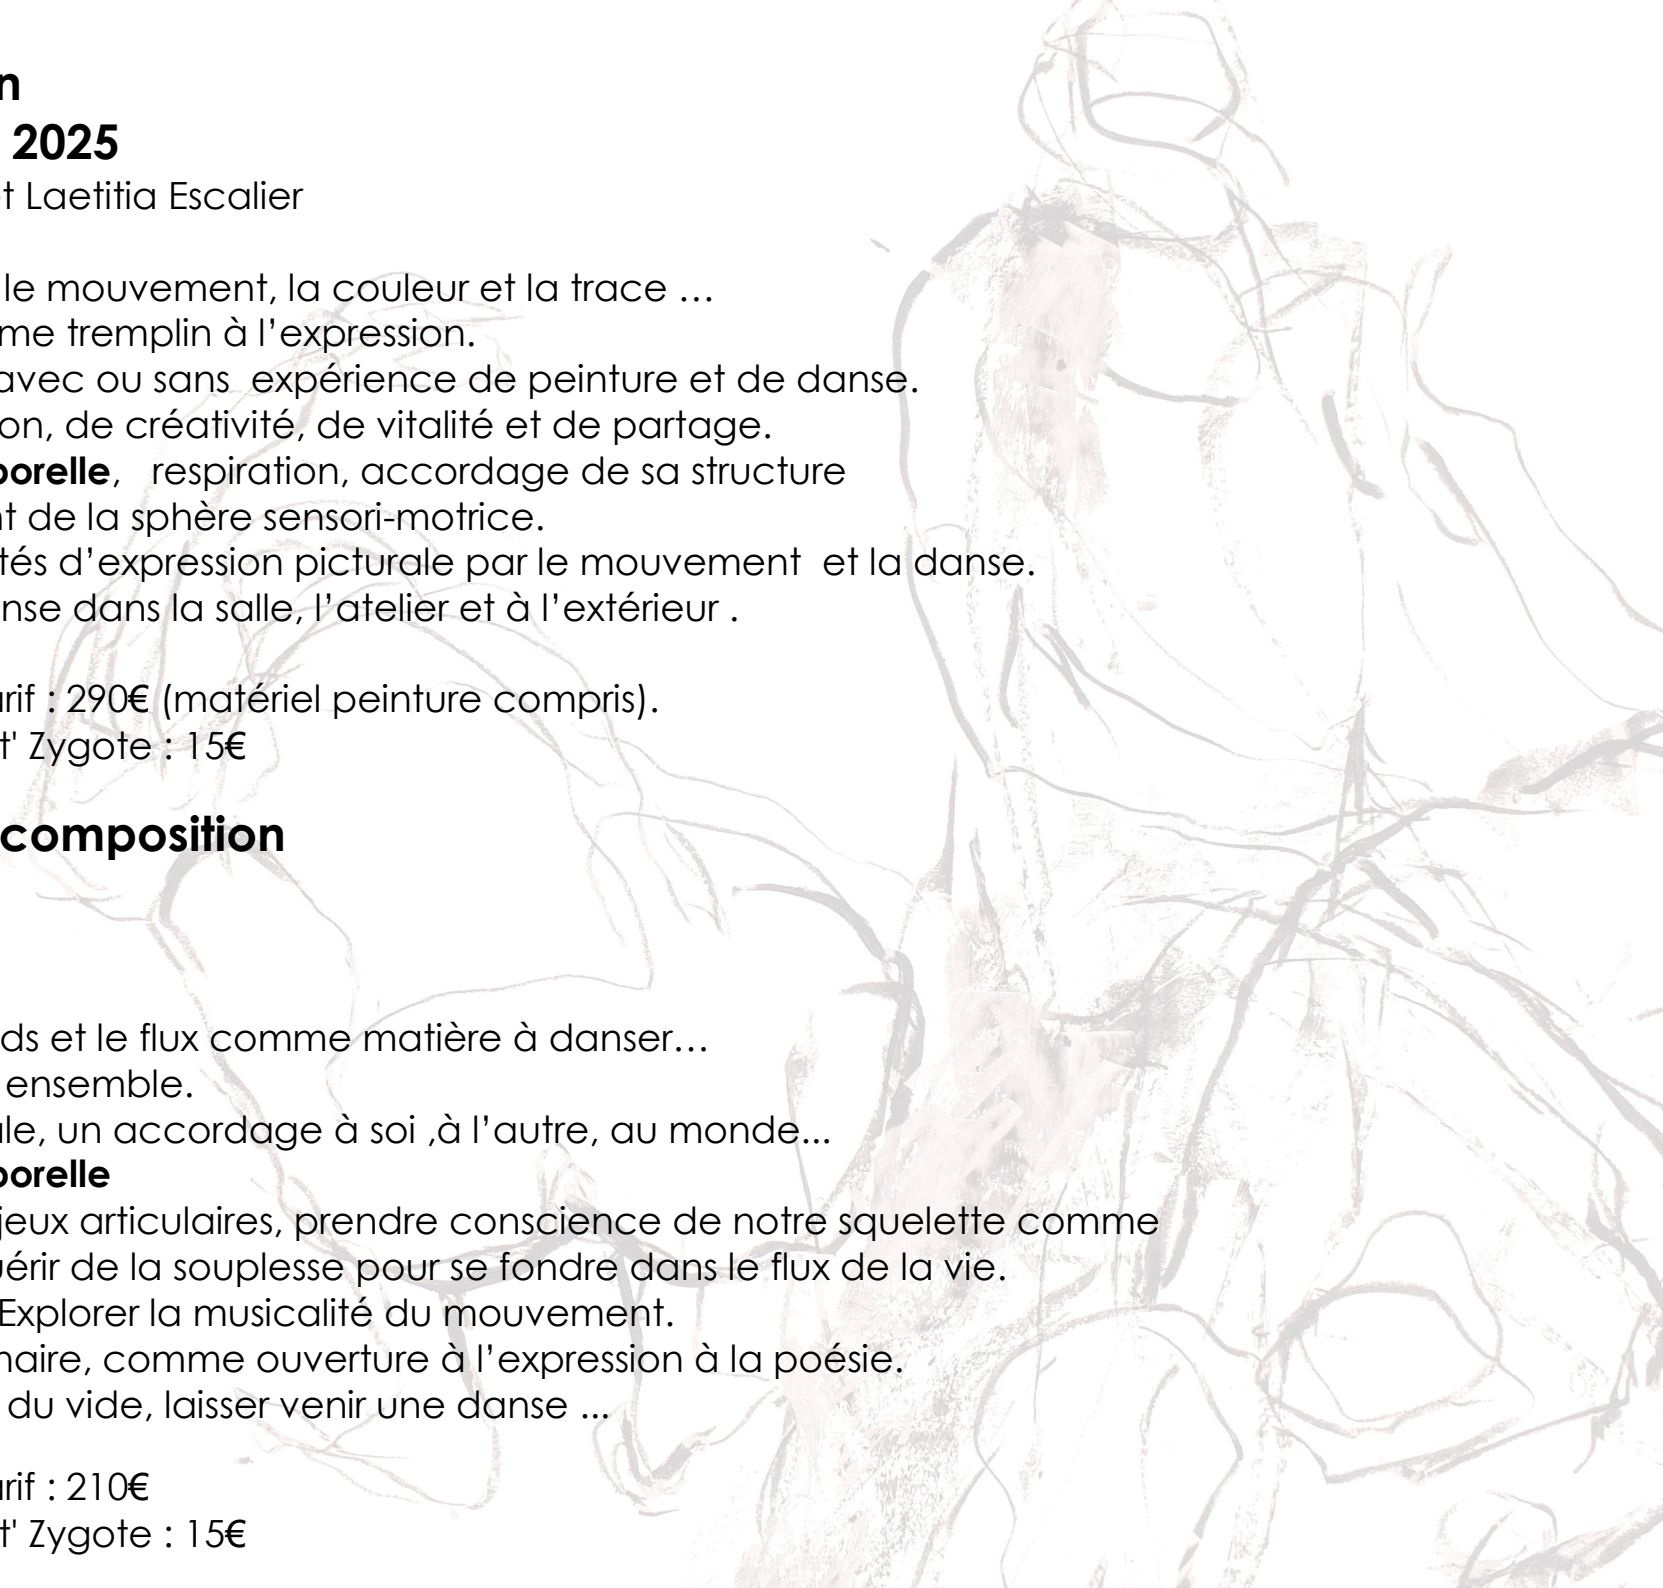 n
2025
t Laetitia Escalier
le mouvement, la couleur et la trace …
me tremplin à l’expression.
avec ou sans expérience de peinture et de danse.
on, de créativité, de vitalité et de partage.
porelle, respiration, accordage de sa structure
t de la sphère sensori-motrice.
tés d’expression picturale par le mouvement et la danse.
nse dans la salle, l’atelier et à l’extérieur .
rif : 290€ (matériel peinture compris).
t' Zygote : 15€
composition
ds et le flux comme matière à danser…
ensemble.
ale, un accordage à soi ,à l’autre, au monde...
porelle
jeux articulaires, prendre conscience de notre squelette comme
uérir de la souplesse pour se fondre dans le flux de la vie.
Explorer la musicalité du mouvement.
naire, comme ouverture à l’expression à la poésie.
du vide, laisser venir une danse ...
rif : 210€
t' Zygote : 15€